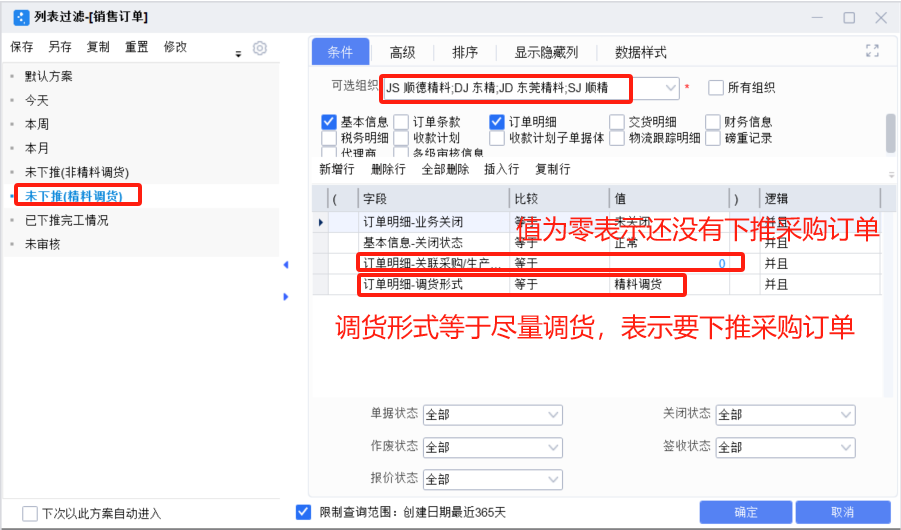 列表过滤-[销售订单]
保存 另存 复制 重置 修改
默认方案
今天
本周
本月
未下推(非精料调货)
未下推(精料调货)
已下推完工情况
未审核
下次以此方案自动进入
条件 高级 排序 显示隐藏列 数据样式
可选组织 JS 顺德精料;DJ 东精;JD 东莞精料;SJ 顺精 * 所有组织
基本信息 订单条款 订单明细 交货明细 财务信息
税务明细 收款计划 收款计划子单据体 物流跟踪明细 磅重记录
代理商 多级审核信息
新增行 删除行 全部删除 插入行 复制行
( 字段 比较 值 ) 逻辑
订单明细-业务关闭 等于 未关闭 并且
值为零表示还没有下推采购订单
基本信息-关闭状态 等于 正常 并且
订单明细-关联采购/生产... 等于 0 并且
订单明细-调货形式 等于 精料调货 并且
调货形式等于尽量调货，表示要下推采购订单
单据状态 全部 关闭状态 全部
作废状态 全部 签收状态 全部
报价状态 全部
限制查询范围：创建日期最近365天 确定 取消